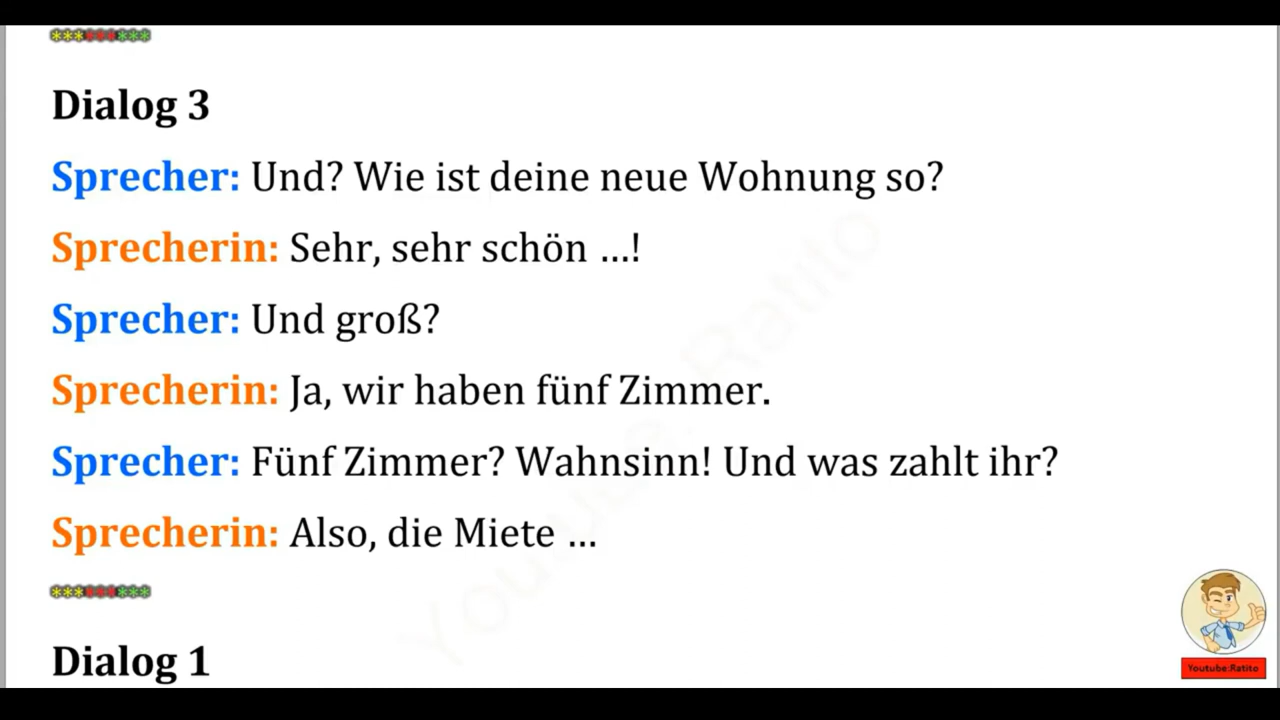 *********
Dialog 3
Sprecher: Und? Wie ist deine neue Wohnung so?
Sprecherin: Sehr, sehr schön ...!
Sprecher: Und groß?
Sprecherin: Ja, wir haben fünf Zimmer.
Sprecher: Fünf Zimmer? Wahnsinn! Und was zahlt ihr?
Sprecherin: Also, die Miete ...
*********
Dialog 1
Youtube:Ratito
Youtube:Ratito